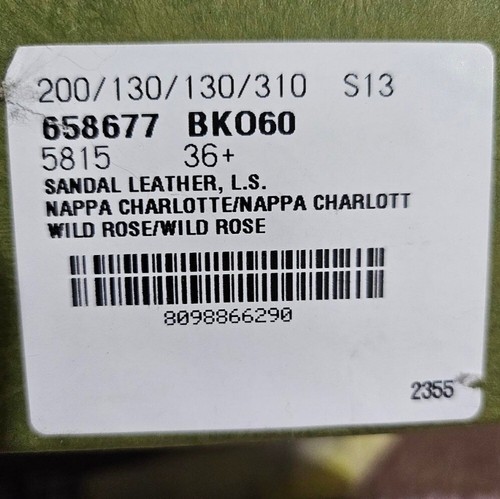 200/130/130/310 S13
658677 BKO60
5815 36+
SANDAL LEATHER, L.S.
NAPPA CHARLOTTE/NAPPA CHARLOTT
WILD ROSE/WILD ROSE
8098866290
2355